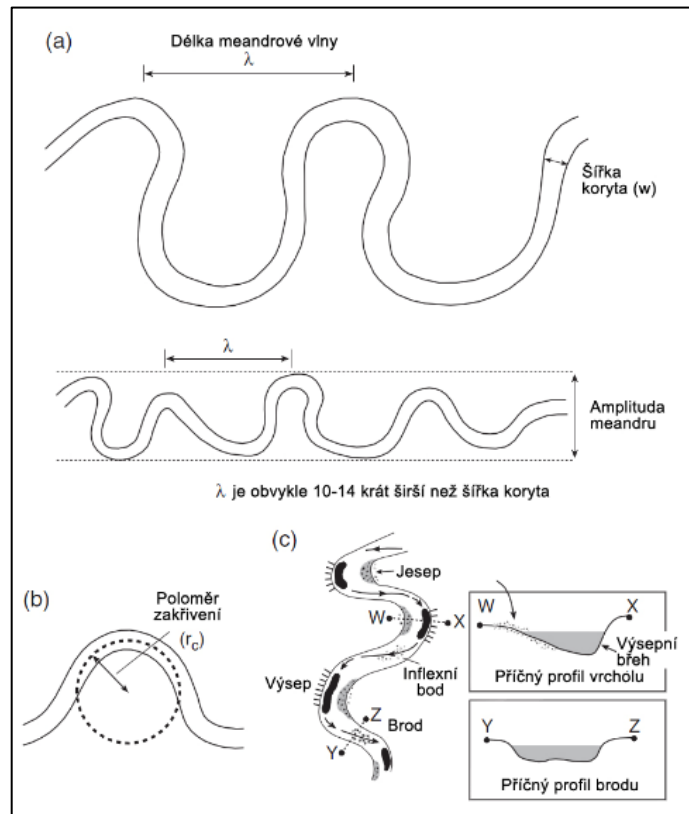 (a)
Délka meandrové vlny
λ
Šířka
koryta (w)
λ
Amplituda
meandru
λ je obvykle 10-14 krát širší než šířka koryta
(b)
Poloměr
zakřivení
(r_c)
(c)
Jesep
W
X
Inflexní
bod
Výsep
Z
Brod
Y
W
X
Výsepní
břeh
Příčný profil vrcholu
Y
Z
Příčný profil brodu